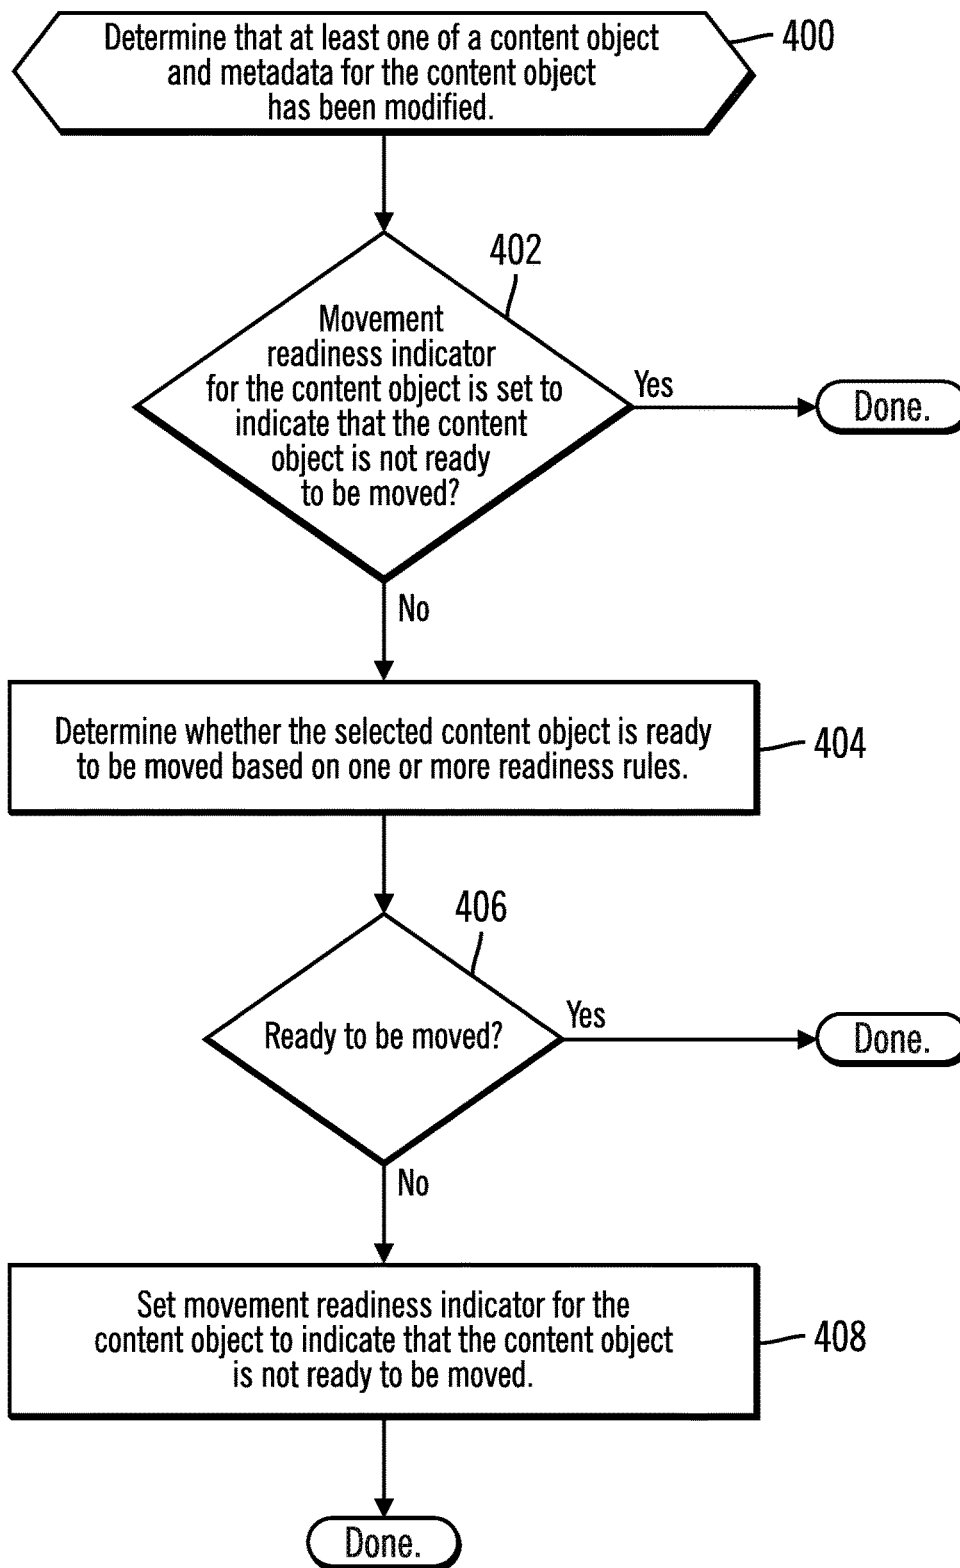 Determine that at least one of a content object
and metadata for the content object
has been modified.
400
402
Movement
readiness indicator
for the content object is set to
indicate that the content
object is not ready
to be moved?
Yes
Done.
No
Determine whether the selected content object is ready
to be moved based on one or more readiness rules.
404
406
Ready to be moved?
Yes
Done.
No
Set movement readiness indicator for the
content object to indicate that the content object
is not ready to be moved.
408
Done.